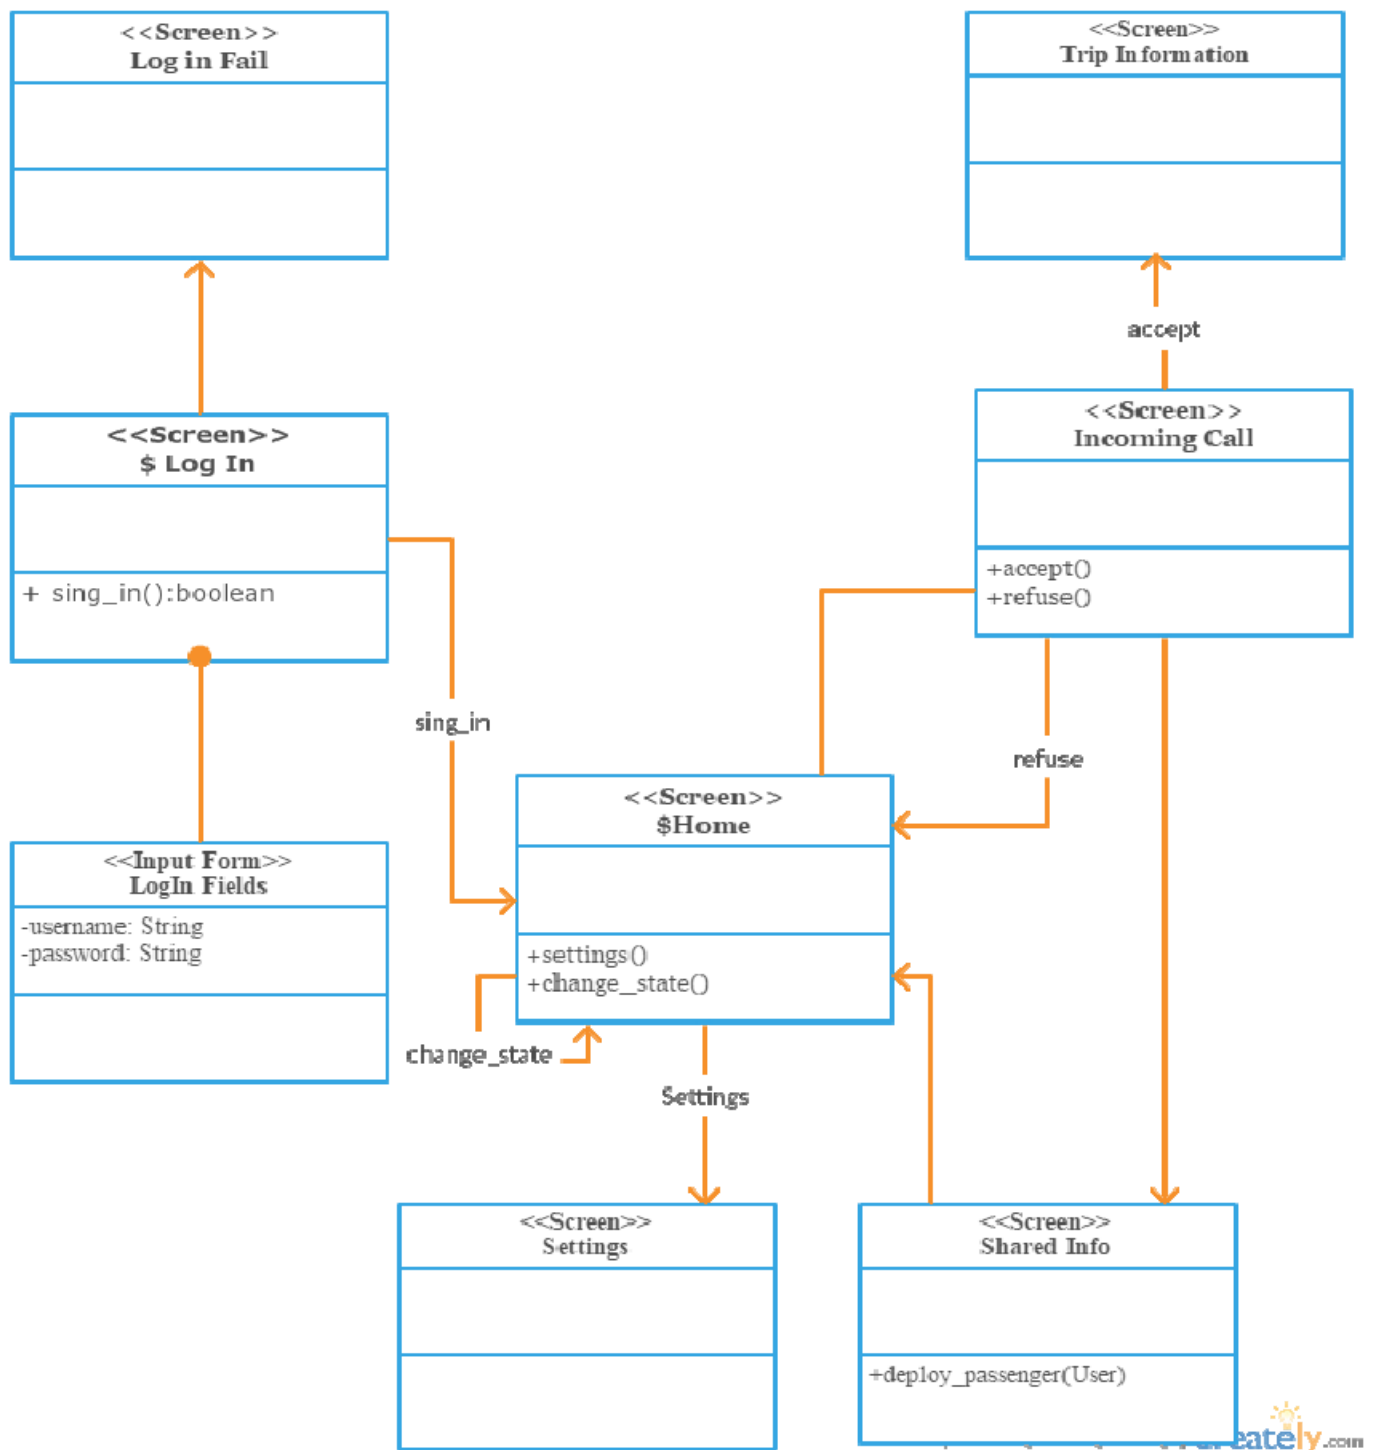 <<Screen>>
Log in Fail
<<Screen>>
Trip Information
accept
<<Screen>>
$ Log In
+ sing_in():boolean
<<Screen>>
Incoming Call
+accept()
+refuse()
sing_in
refuse
<<Screen>>
$Home
+settings()
+change_state()
<<Input Form>>
LogIn Fields
-username: String
-password: String
change_state
Settings
<<Screen>>
Settings
<<Screen>>
Shared Info
+deploy_passenger(User)
creately.com